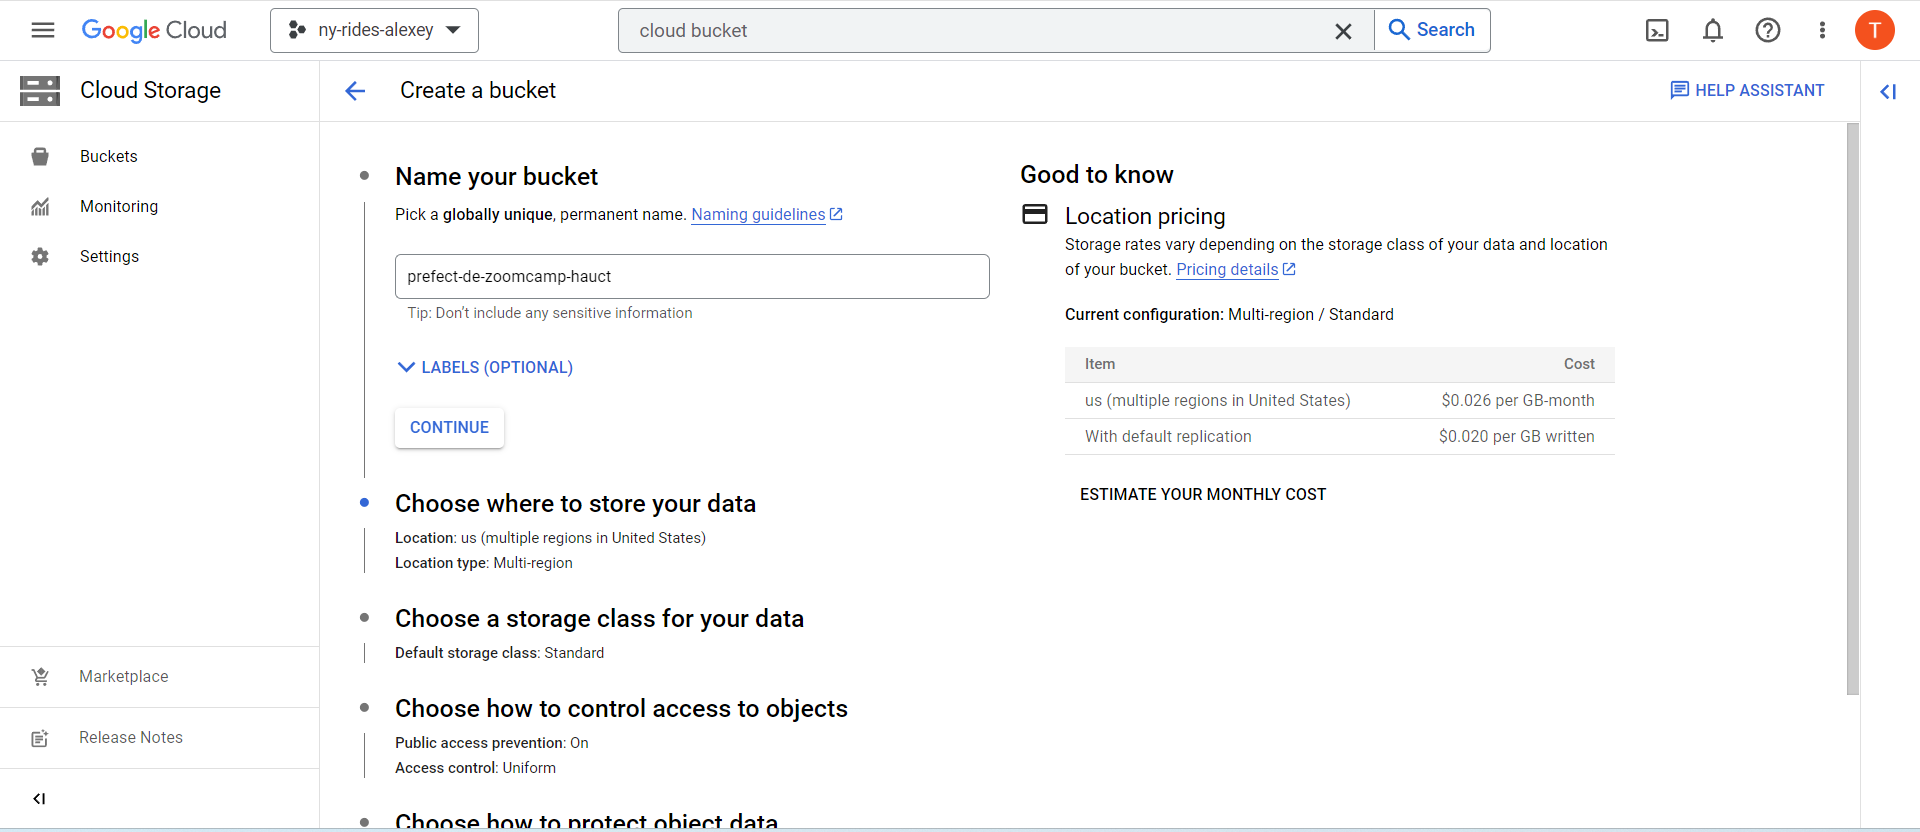 Google Cloud
ny-rides-alexey
cloud bucket
Search
T
Cloud Storage
Create a bucket
HELP ASSISTANT
Buckets
Monitoring
Settings
Marketplace
Release Notes
Name your bucket
Pick a globally unique, permanent name. Naming guidelines
prefect-de-zoomcamp-hauct
Tip: Don’t include any sensitive information
LABELS (OPTIONAL)
CONTINUE
Choose where to store your data
Location: us (multiple regions in United States)
Location type: Multi-region
Choose a storage class for your data
Default storage class: Standard
Choose how to control access to objects
Public access prevention: On
Access control: Uniform
Choose how to protect object data
Good to know
Location pricing
Storage rates vary depending on the storage class of your data and location
of your bucket. Pricing details
Current configuration: Multi-region / Standard
Item Cost
us (multiple regions in United States) $0.026 per GB-month
With default replication $0.020 per GB written
ESTIMATE YOUR MONTHLY COST